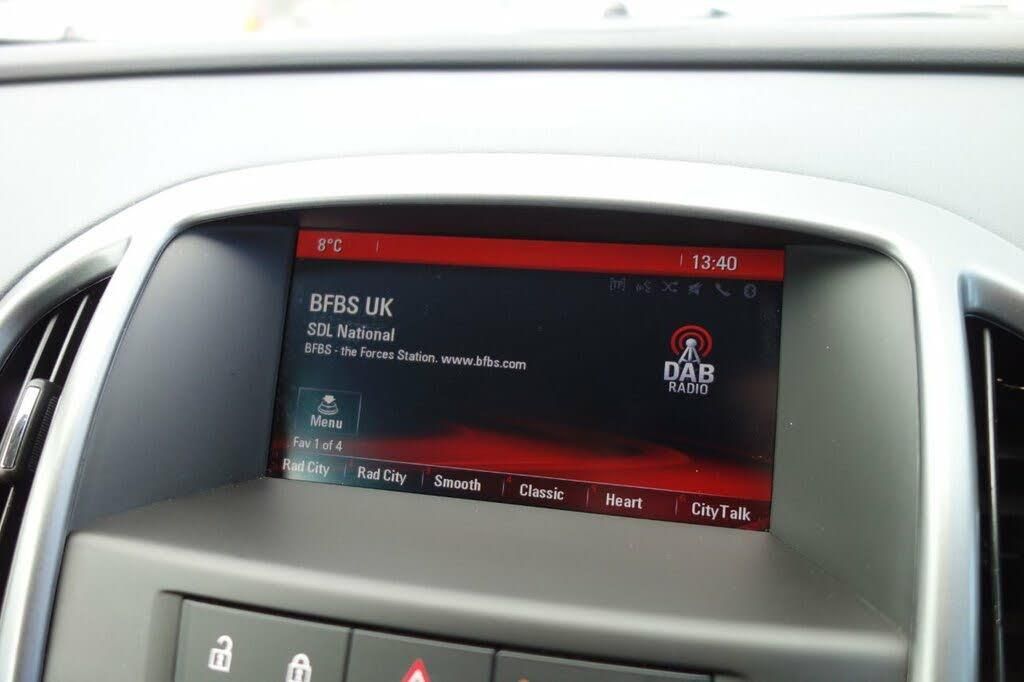 8°C
13:40
[TP]
BFBS UK
SDL National
BFBS - the Forces Station. www.bfbs.com
DAB
RADIO
Menu
Fav 1 of 4
Rad City Rad City Smooth Classic Heart CityTalk